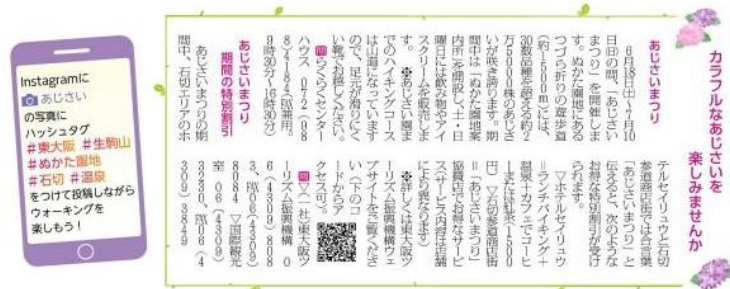 カラフルなあじさいを
楽しみませんか
あじさいまつり
6月18日㈯～7月10
日㈰の間、「あじさい
まつり」を開催しま
す。ぬかた園地にある
つづら折りの遊歩道
(約1500m)には、
30数品種を超える約2
万5000株のあじさ
いが咲き誇ります。期
間中は「ぬかた園地案
内所」を開設し、土・日
曜日には飲み物やアイ
スクリームを販売しま
す。 ※あじさい園ま
でのハイキングコース
は山道になっています
ので、足元が滑りにく
い靴でお越しください。
問らくらくセンター
ハウス 072(98
8)4184、FAX兼用。
9時30分～16時30分)
あじさいまつり
期間の特別割引
あじさいまつりの期
間中、石切エリアのホ
テルセイリュウと石切
参道商店街では合言葉
「あじさいまつり」と
伝えると、次のような
お得な特別割引が受け
られます。
▽ホテルセイリュウ
＝ランチハイキング＋
温泉＋カフェでコーヒ
ーまたは紅茶(1500
円) ▽石切参道商店街
＝「あじさいまつり」
協賛店でお得なサービ
ス(サービス内容は店舗
により異なります)
※詳しくは東大阪ツ
ーリズム振興機構ウェ
ブサイトをご覧くださ
い(下のコ
ードからア
クセス可)。
問▽(一社)東大阪ツ
ーリズム振興機構 0
6(4309)808
3、FAX06(4309)
8084 ▽国際観光
室 06(4309)
3230、FAX06(4
309)3849
Instagramに
あじさい
の写真に
ハッシュタグ
#東大阪 #生駒山
#ぬかた園地
#石切 #温泉
をつけて投稿しながら
ウォーキングを
楽しもう!